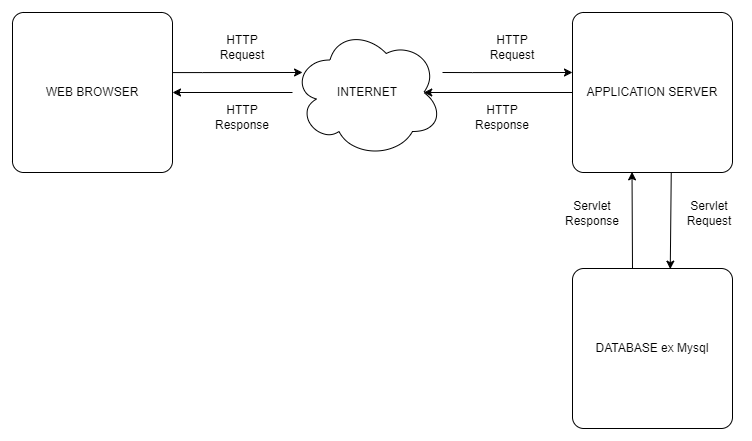 HTTP
Request
HTTP
Request
WEB BROWSER
INTERNET
APPLICATION SERVER
HTTP
Response
HTTP
Response
Servlet
Response
Servlet
Request
DATABASE ex Mysql